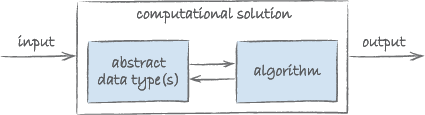 computational solution
input
abstract
data type(s)
algorithm
output